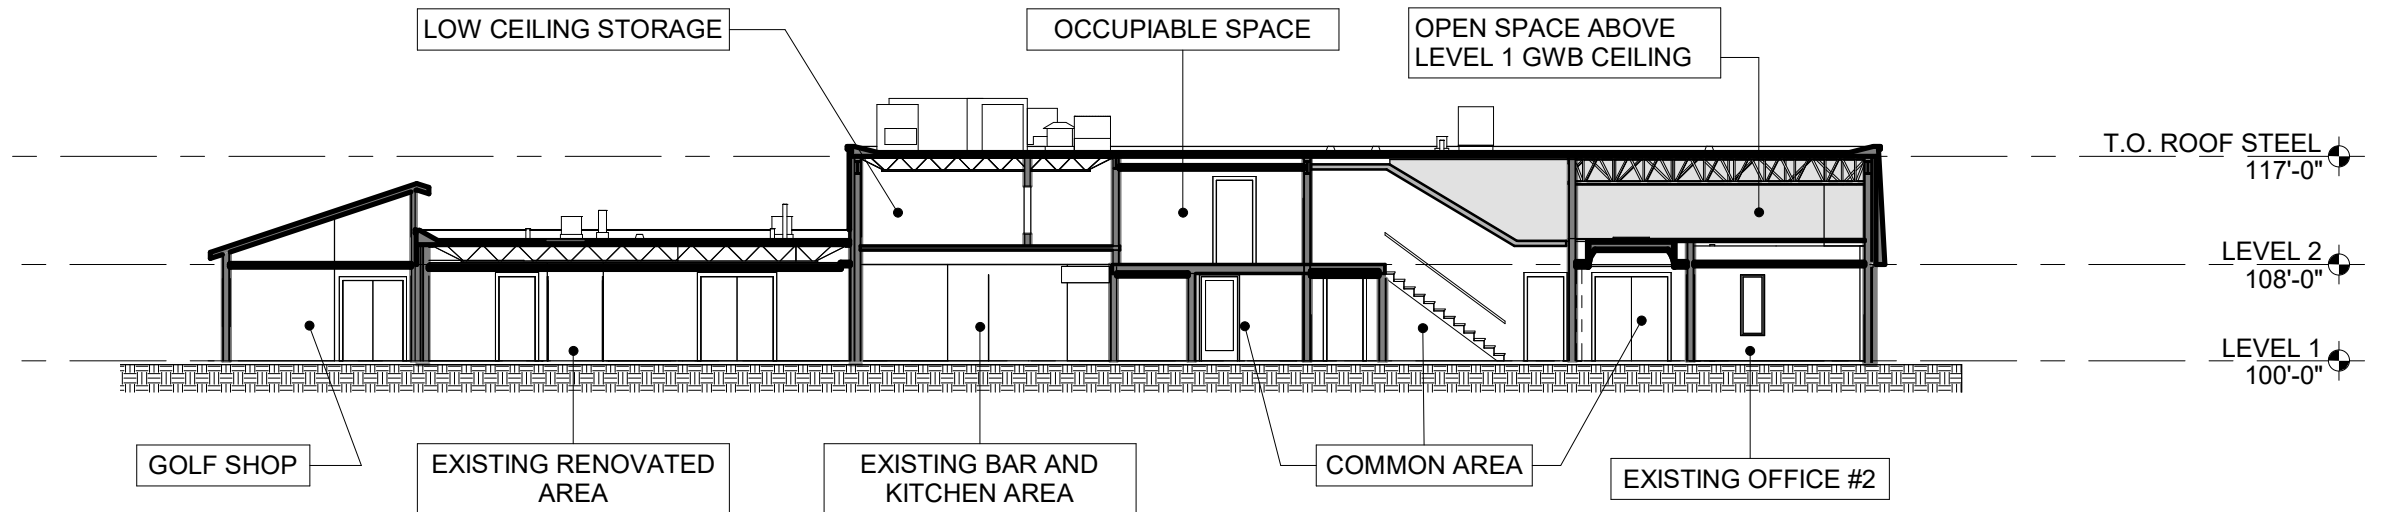 LOW CEILING STORAGE
OCCUPIABLE SPACE
OPEN SPACE ABOVE
LEVEL 1 GWB CEILING
T.O. ROOF STEEL
117'-0"
LEVEL 2
108'-0"
LEVEL 1
100'-0"
GOLF SHOP
EXISTING RENOVATED
AREA
EXISTING BAR AND
KITCHEN AREA
COMMON AREA
EXISTING OFFICE #2